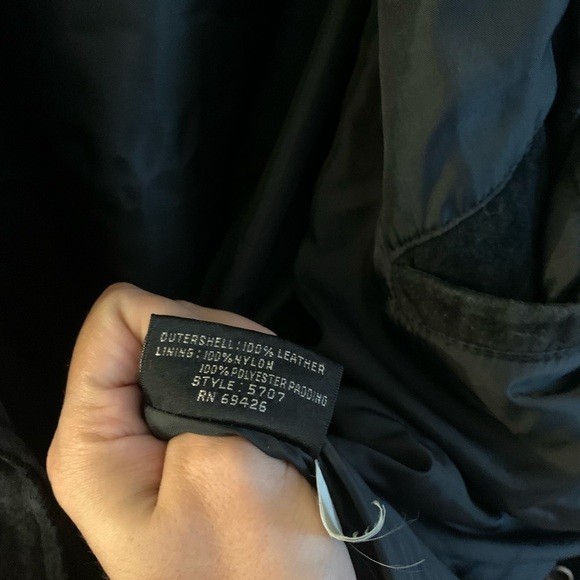 OUTERSHELL: 100% LEATHER
LINING: 100% NYLON
100% POLYESTER PADDING
STYLE: 5707
RN 69426